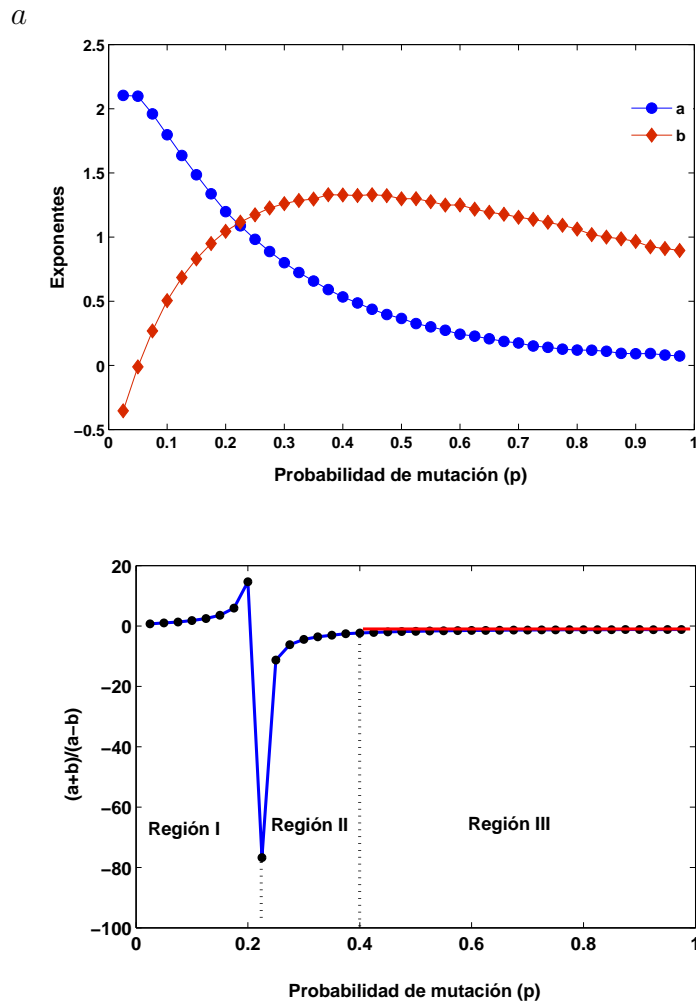 a
2.5
2
1.5
1
0.5
0
−0.5
Exponentes
a
b
0 0.1 0.2 0.3 0.4 0.5 0.6 0.7 0.8 0.9 1
Probabilidad de mutación (p)
20
0
−20
−40
−60
−80
−100
(a+b)/(a−b)
Región I
Región II
Región III
0 0.2 0.4 0.6 0.8 1
Probabilidad de mutación (p)